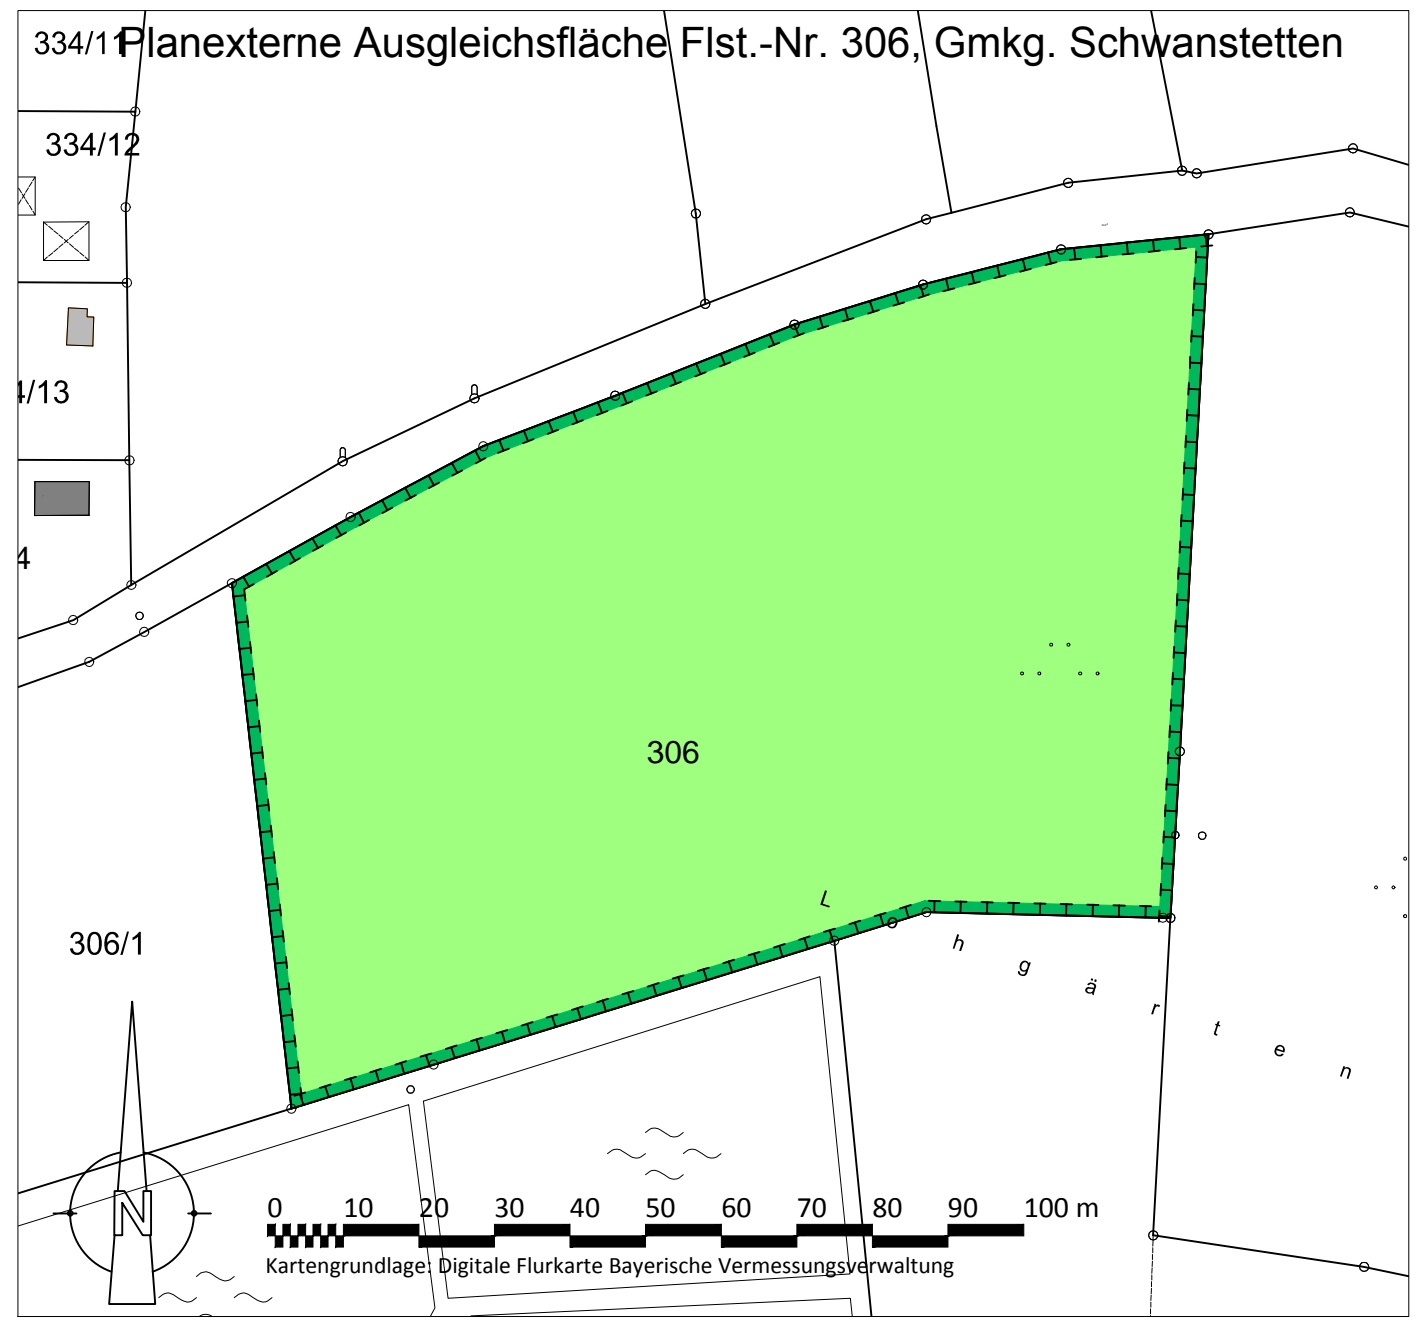 Planexterne Ausgleichsfläche Flst.-Nr. 306, Gmkg. Schwanstetten
334/11
334/12
4/13
4
306
306/1
L h g ä r t e n
N
0 10 20 30 40 50 60 70 80 90 100 m
Kartengrundlage: Digitale Flurkarte Bayerische Vermessungsverwaltung